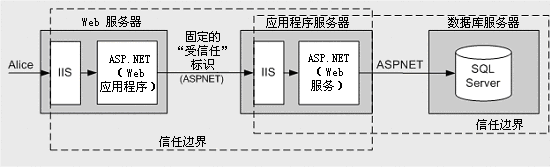 Web 服务器
固定的
“受信任”
标识
(ASPNET)
应用程序服务器
数据库服务器
Alice
IIS
ASP.NET
(Web
应用程序)
IIS
ASP.NET
(Web
服务)
ASPNET
SQL
Server
信任边界
信任边界